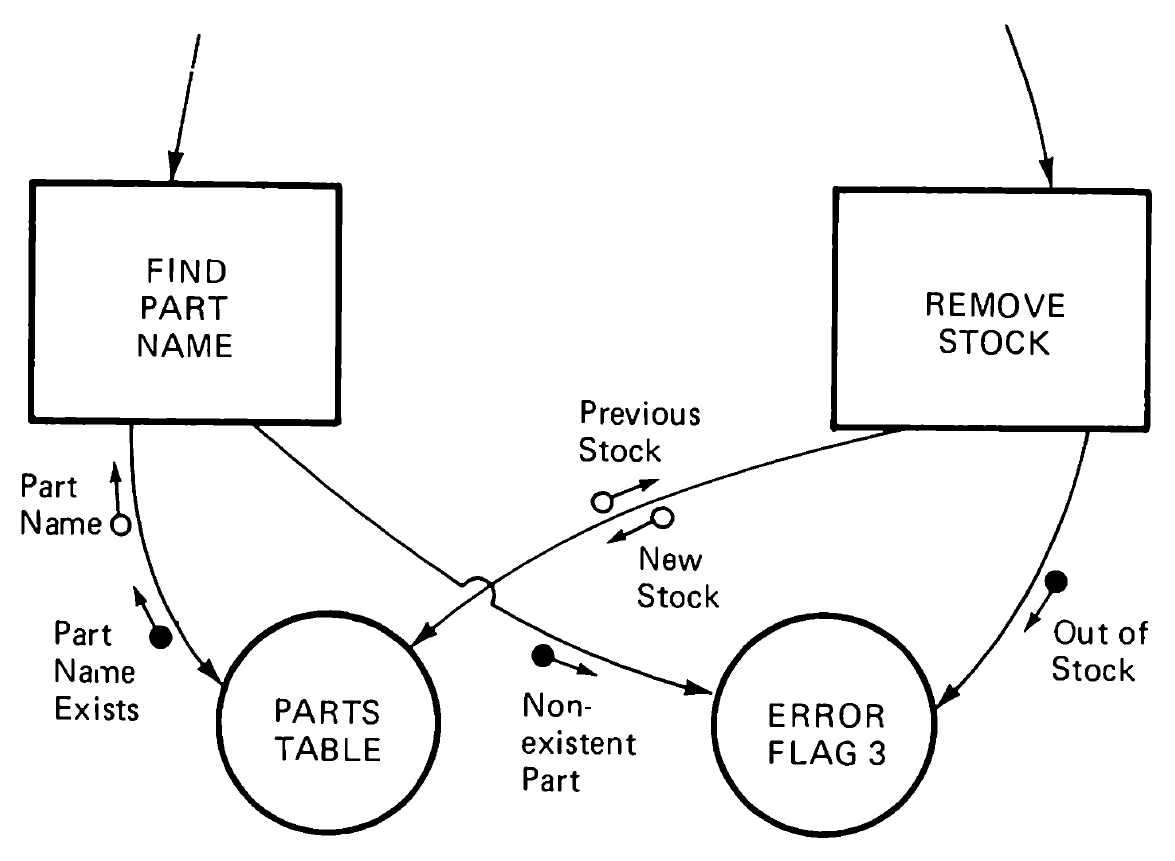 FIND
PART
NAME
REMOVE
STOCK
Previous
Stock
Part
Name
New
Stock
Part
Name
Exists
Out of
Stock
PARTS
TABLE
Non-
existent
Part
ERROR
FLAG 3